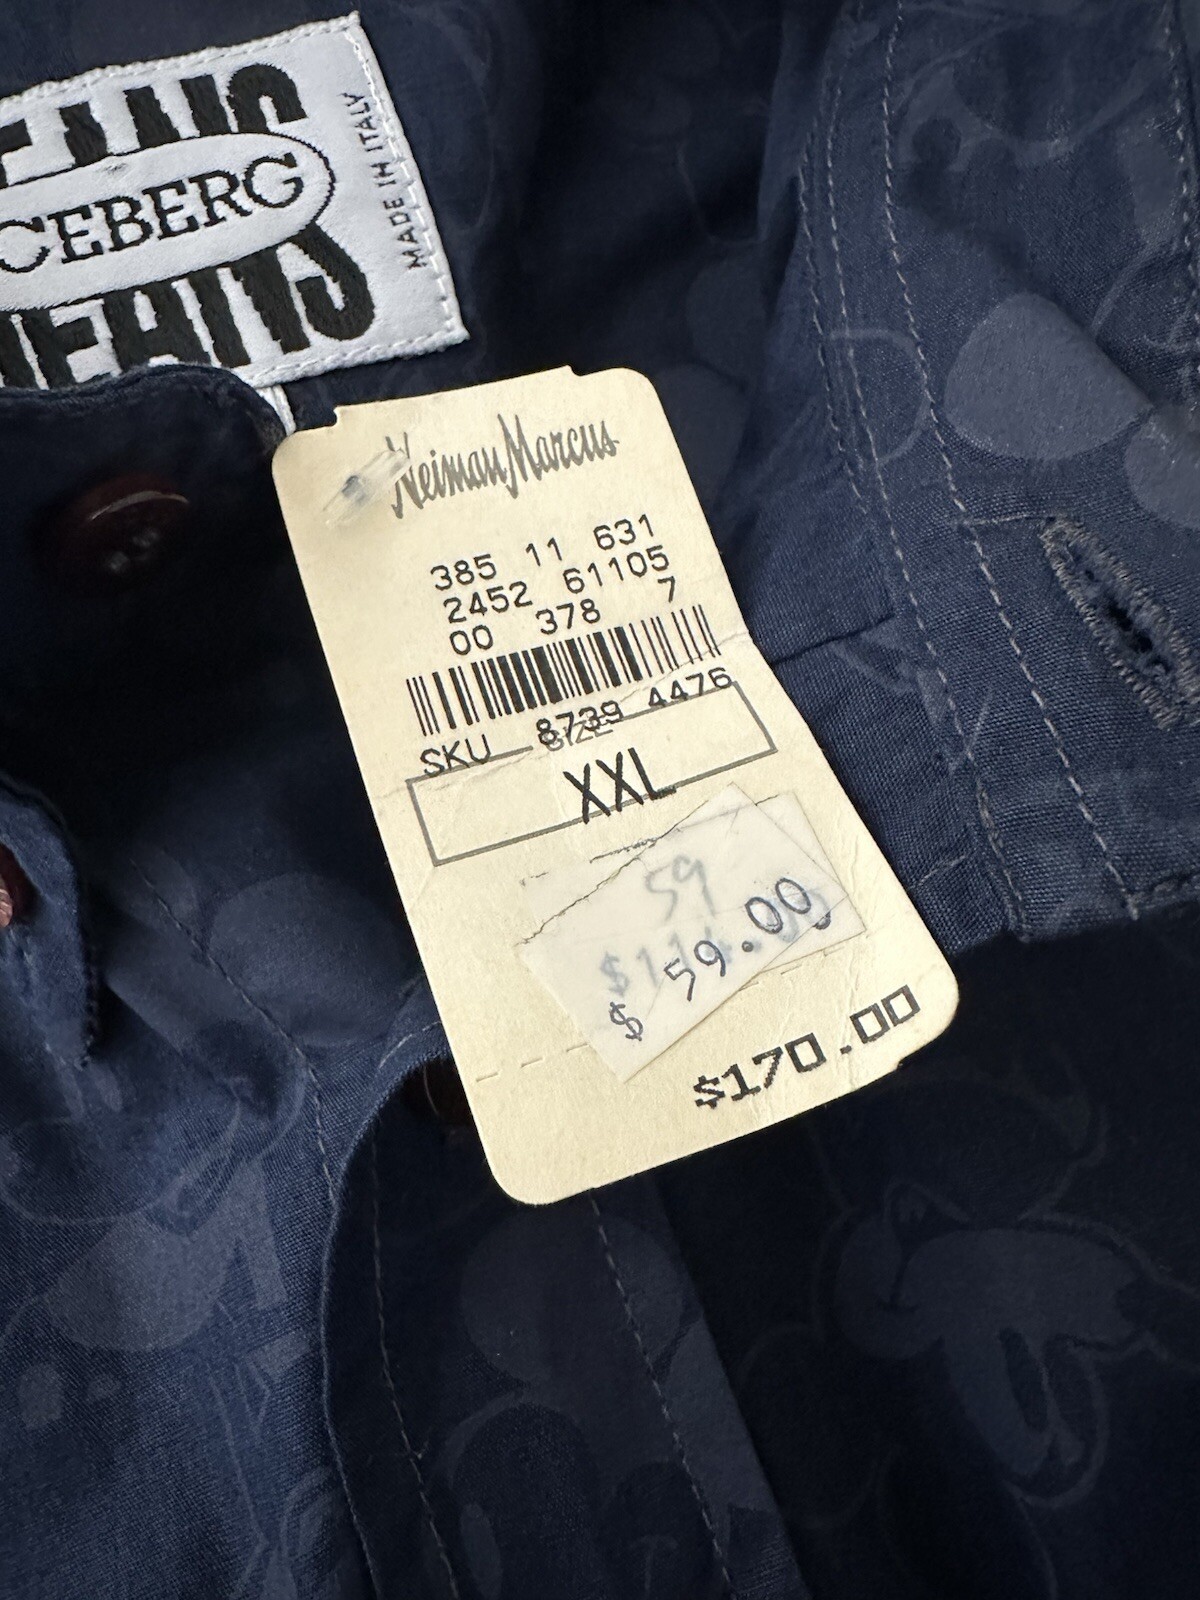 JEANS
ICEBERG
JEANS
MADE IN ITALY
Neiman Marcus
385 11 631
2452 61105
00 378 7
SKU 8739 4476
SIZE
XXL
59
$ 59.00
$170.00